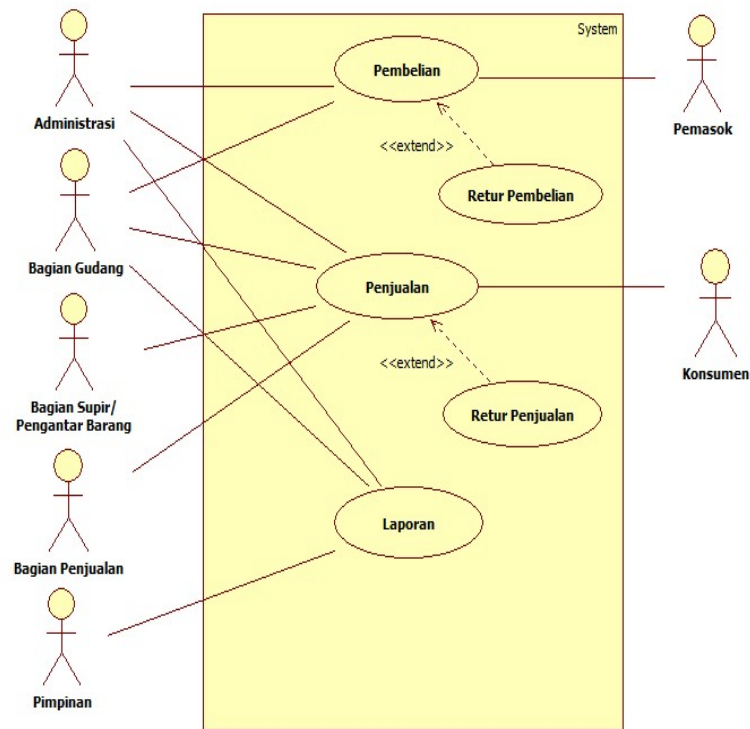 System
Pembelian
Administrasi
Pemasok
<<extend>>
Retur Pembelian
Bagian Gudang
Penjualan
<<extend>>
Konsumen
Bagian Supir/
Pengantar Barang
Retur Penjualan
Laporan
Bagian Penjualan
Pimpinan